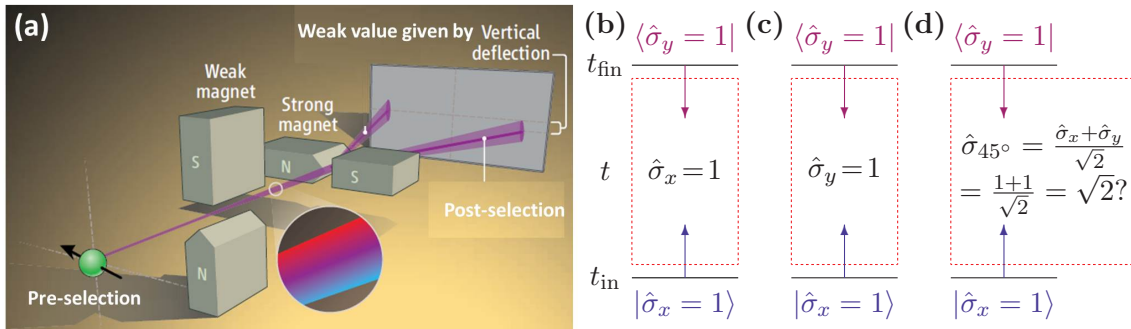 (a)
Weak value given by Vertical
deflection
Weak
magnet
Strong
magnet
S
N
S
N
Post-selection
Pre-selection
(b) (c) (d)
⟨σ̂_y = 1| ⟨σ̂_y = 1| ⟨σ̂_y = 1|
t_fin
t
σ̂_x = 1
σ̂_y = 1
σ̂_45° = (σ̂_x + σ̂_y)/√2
= (1+1)/√2 = √2?
t_in
|σ̂_x = 1⟩ |σ̂_x = 1⟩ |σ̂_x = 1⟩